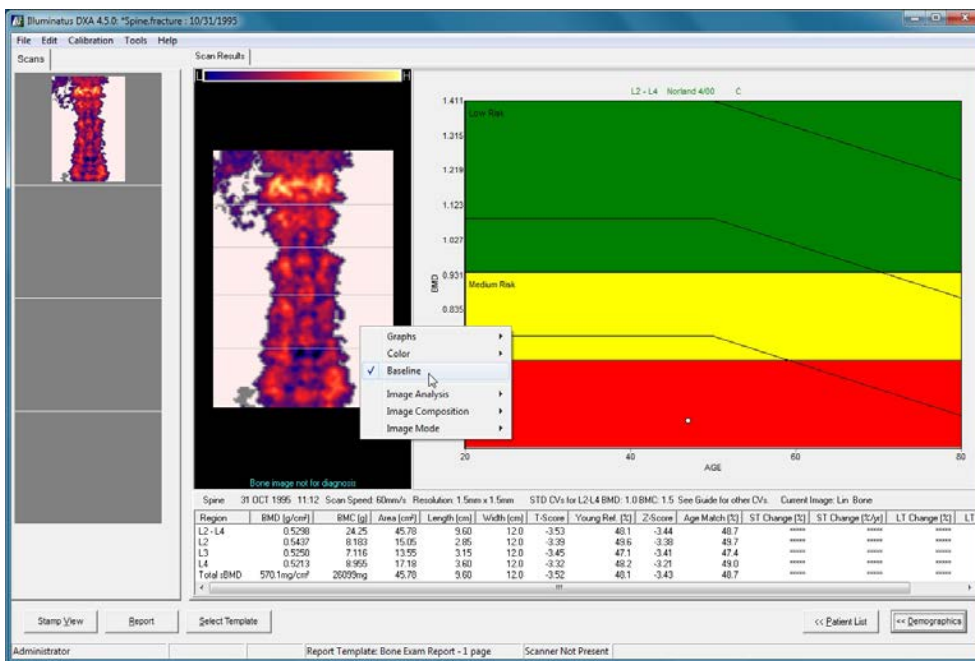 Illuminatus DXA 4.5.0: *Spine.fracture : 10/31/1995
File Edit Calibration Tools Help
Scans
Scan Results
L H
L2 - L4 Norland 4/00 C
1.411
Low Risk
1.315
1.219
1.123
1.027
0.931
BMD
Medium Risk
0.835
Graphs
Color
Baseline
Image Analysis
Image Composition
Image Mode
20 40 60 80
AGE
Bone image not for diagnosis
Spine 31 OCT 1995 11:12 Scan Speed: 60mm/s Resolution: 1.5mm x 1.5mm STD CVs for L2-L4 BMD: 1.0 BMC: 1.5 See Guide for other CVs. Current Image: Lin Bone
Region BMD [g/cm²] BMC [g] Area [cm²] Length [cm] Width [cm] T-Score Young Ref. [%] Z-Score Age Match [%] ST Change [%] ST Change [%/yr] LT Change [%] LT
L2 - L4 0.5298 24.25 45.78 9.60 12.0 -3.53 48.1 -3.44 48.7 ***** ***** *****
L2 0.5437 8.183 15.05 2.85 12.0 -3.39 49.6 -3.38 49.7 ***** ***** *****
L3 0.5250 7.116 13.55 3.15 12.0 -3.45 47.1 -3.41 47.4 ***** ***** *****
L4 0.5213 8.955 17.18 3.60 12.0 -3.32 48.2 -3.21 49.0 ***** ***** *****
Total sBMD 570.1mg/cm² 26099mg 45.78 9.60 12.0 -3.52 48.1 -3.43 48.7 ***** ***** *****
Stamp View Report Select Template << Patient List << Demographics
Administrator Report Template: Bone Exam Report - 1 page Scanner Not Present